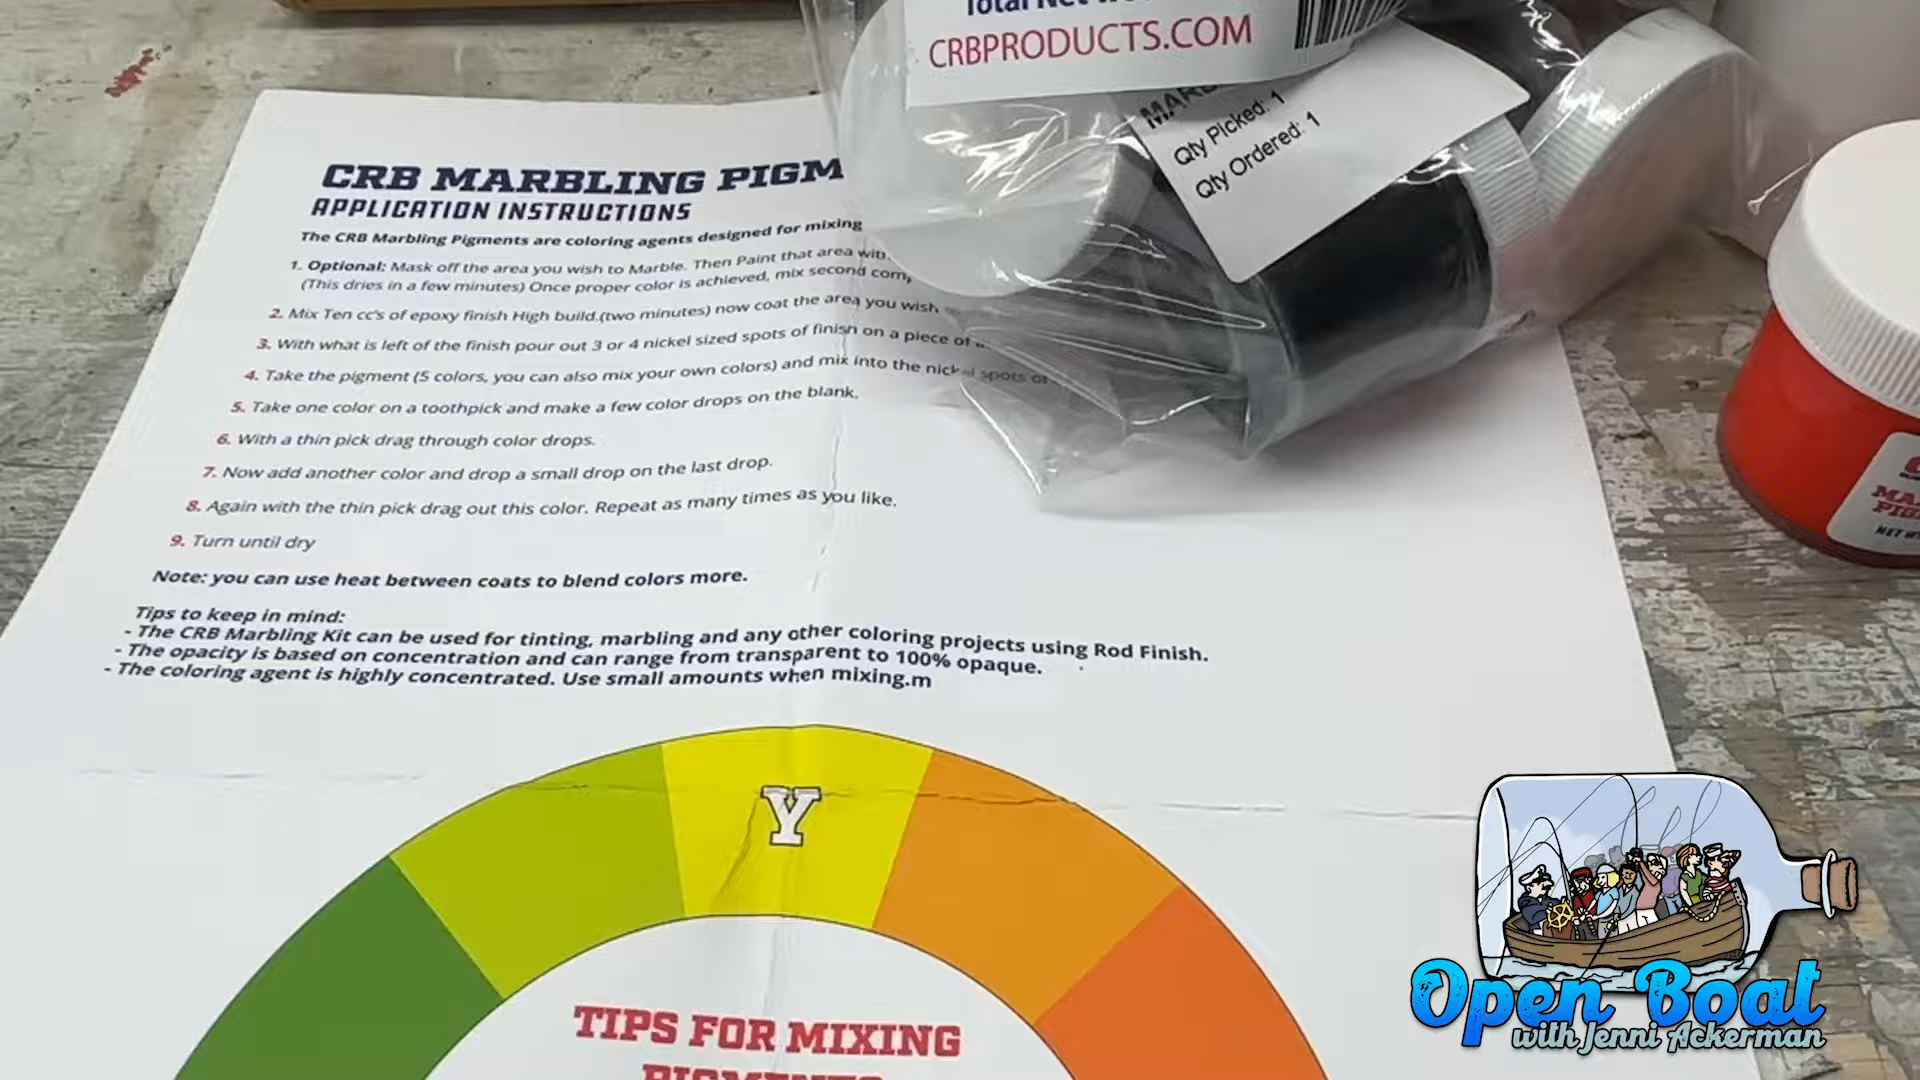 Total Net
CRBPRODUCTS.COM
Qty Picked: 1
Qty Ordered: 1
CRB MARBLING PIGM
APPLICATION INSTRUCTIONS
The CRB Marbling Pigments are coloring agents designed for mixing
1. Optional: Mask off the area you wish to Marble. Then Paint that area with
(This dries in a few minutes) Once proper color is achieved, mix second
2. Mix Ten cc's of epoxy finish High build.(two minutes) now coat the area you wish
3. With what is left of the finish pour out 3 or 4 nickel sized spots of finish on a piece of
4. Take the pigment (5 colors, you can also mix your own colors) and mix into the nickel spots of
5. Take one color on a toothpick and make a few color drops on the blank.
6. With a thin pick drag through color drops.
7. Now add another color and drop a small drop on the last drop.
8. Again with the thin pick drag out this color. Repeat as many times as you like.
9. Turn until dry
Note: you can use heat between coats to blend colors more.
Tips to keep in mind:
- The CRB Marbling Kit can be used for tinting, marbling and any other coloring projects using Rod Finish.
- The opacity is based on concentration and can range from transparent to 100% opaque.
- The coloring agent is highly concentrated. Use small amounts when mixing.m
Y
TIPS FOR MIXING
PIGMENTS
NET
Open Boat
with Jenni Ackerman